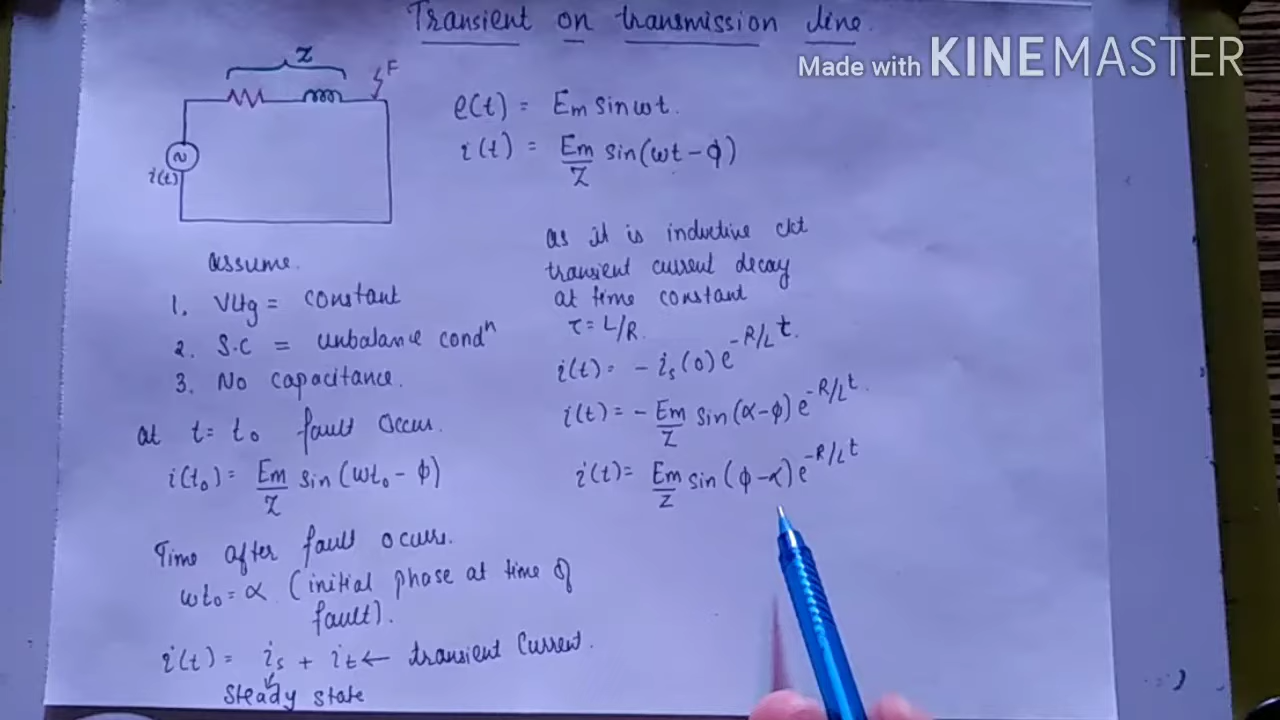 Transient on transmission line.
Made with KINEMASTER
Z
F
i(t)
e(t) = Em sin ωt.
i(t) = Em/Z sin(ωt - φ)
assume.
1. Vltg = constant
2. S.C = unbalance condⁿ
3. No capacitance.
at t = t₀ fault occur.
i(t₀) = Em/Z sin(ωt₀ - φ)
Time after fault occurs.
ωt₀ = α (initial phase at time of
fault).
i(t) = is + it ← transient current.
steady state
as it is inductive ckt
transient current decay
at time constant
τ = L/R.
i(t) = - is(0) e^-R/L t.
i(t) = - Em/Z sin(α - φ) e^-R/L t.
i(t) = Em/Z sin(φ - α) e^-R/L t